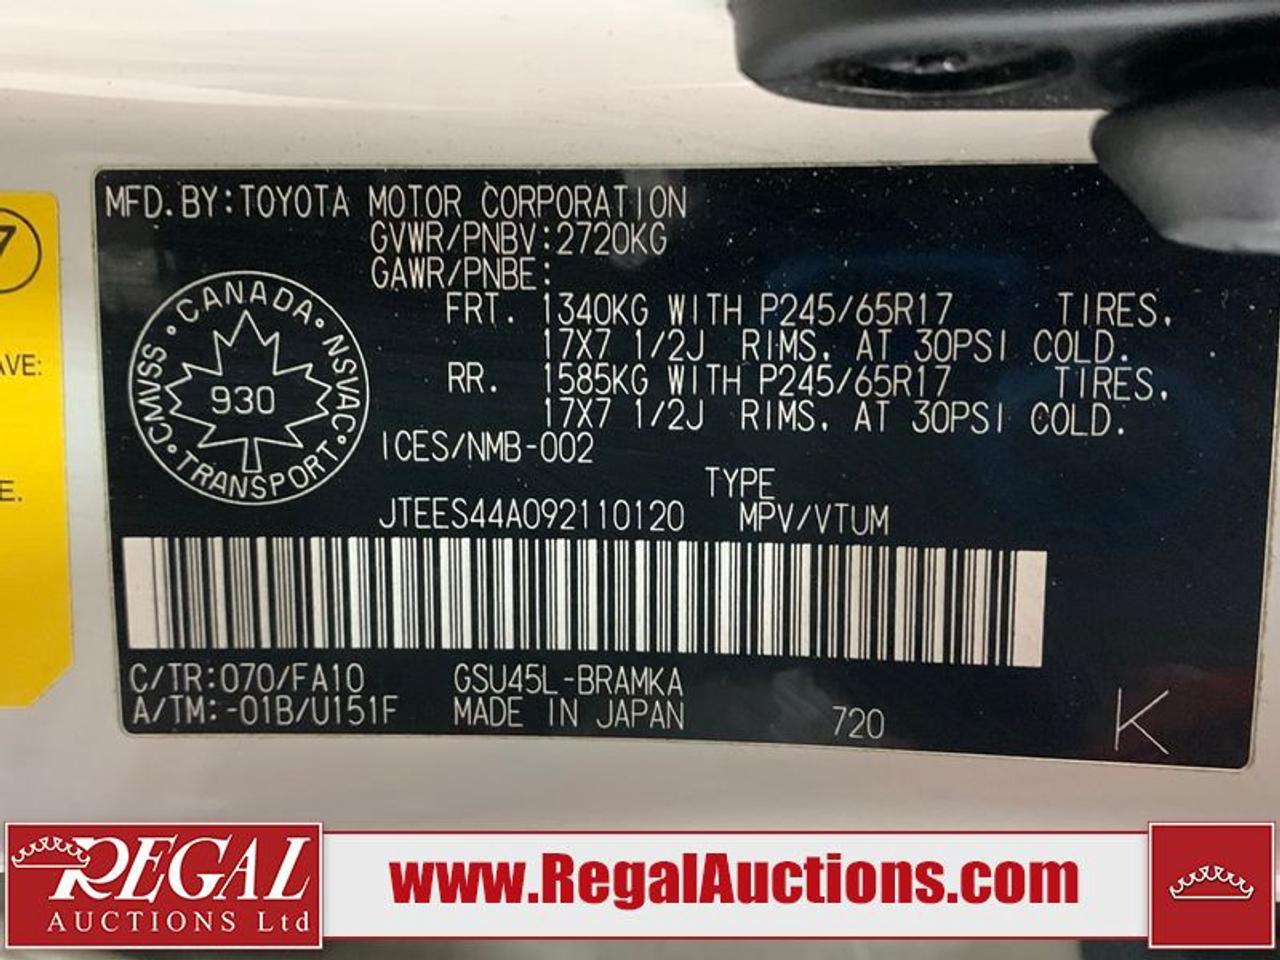 MFD. BY: TOYOTA MOTOR CORPORATION
GVWR/PNBV: 2720KG
GAWR/PNBE:
FRT. 1340KG WITH P245/65R17 TIRES,
17X7 1/2J RIMS, AT 30PSI COLD.
RR. 1585KG WITH P245/65R17 TIRES,
17X7 1/2J RIMS, AT 30PSI COLD.
CANADA • NSVAC • TRANSPORT • CMVSS •
930
ICES/NMB-002
TYPE
JTEES44A092110120 MPV/VTUM
C/TR: 070/FA10 GSU45L-BRAMKA
A/TM: -01B/U151F MADE IN JAPAN 720 K
7
AVE:
E.
REGAL
AUCTIONS Ltd
www.RegalAuctions.com